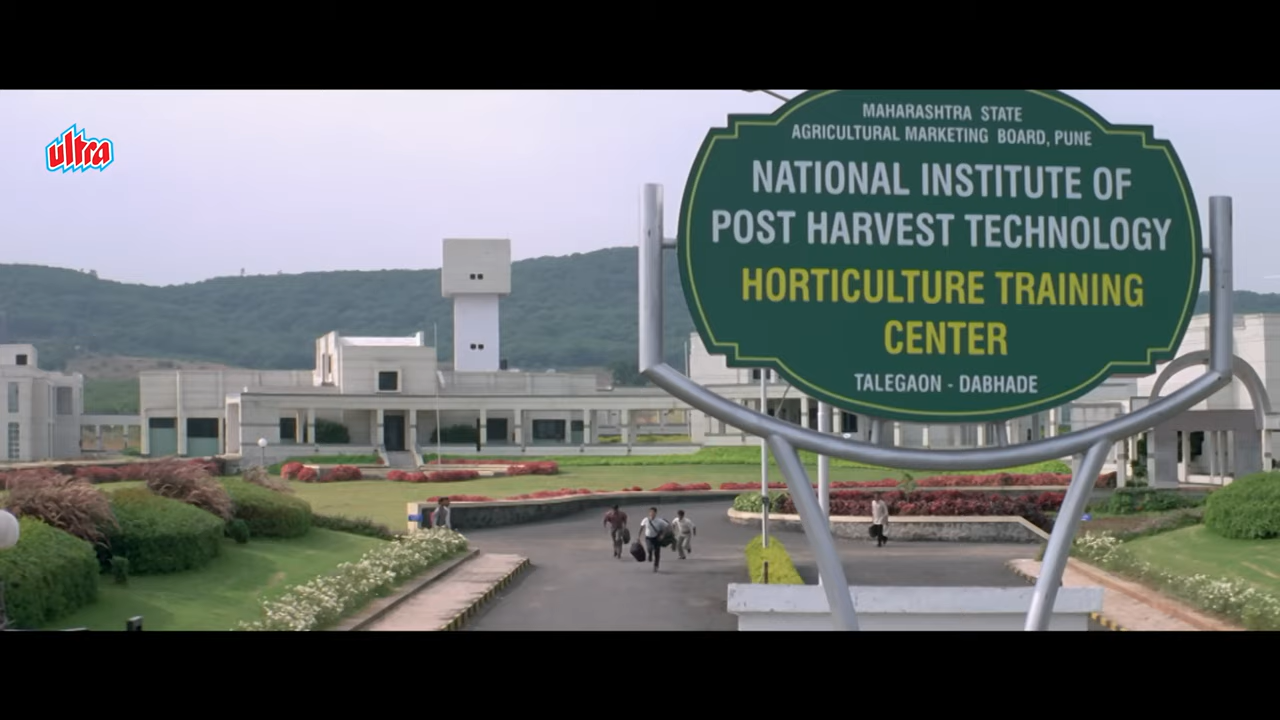 ultra
MAHARASHTRA STATE
AGRICULTURAL MARKETING BOARD, PUNE
NATIONAL INSTITUTE OF
POST HARVEST TECHNOLOGY
HORTICULTURE TRAINING
CENTER
TALEGAON - DABHADE